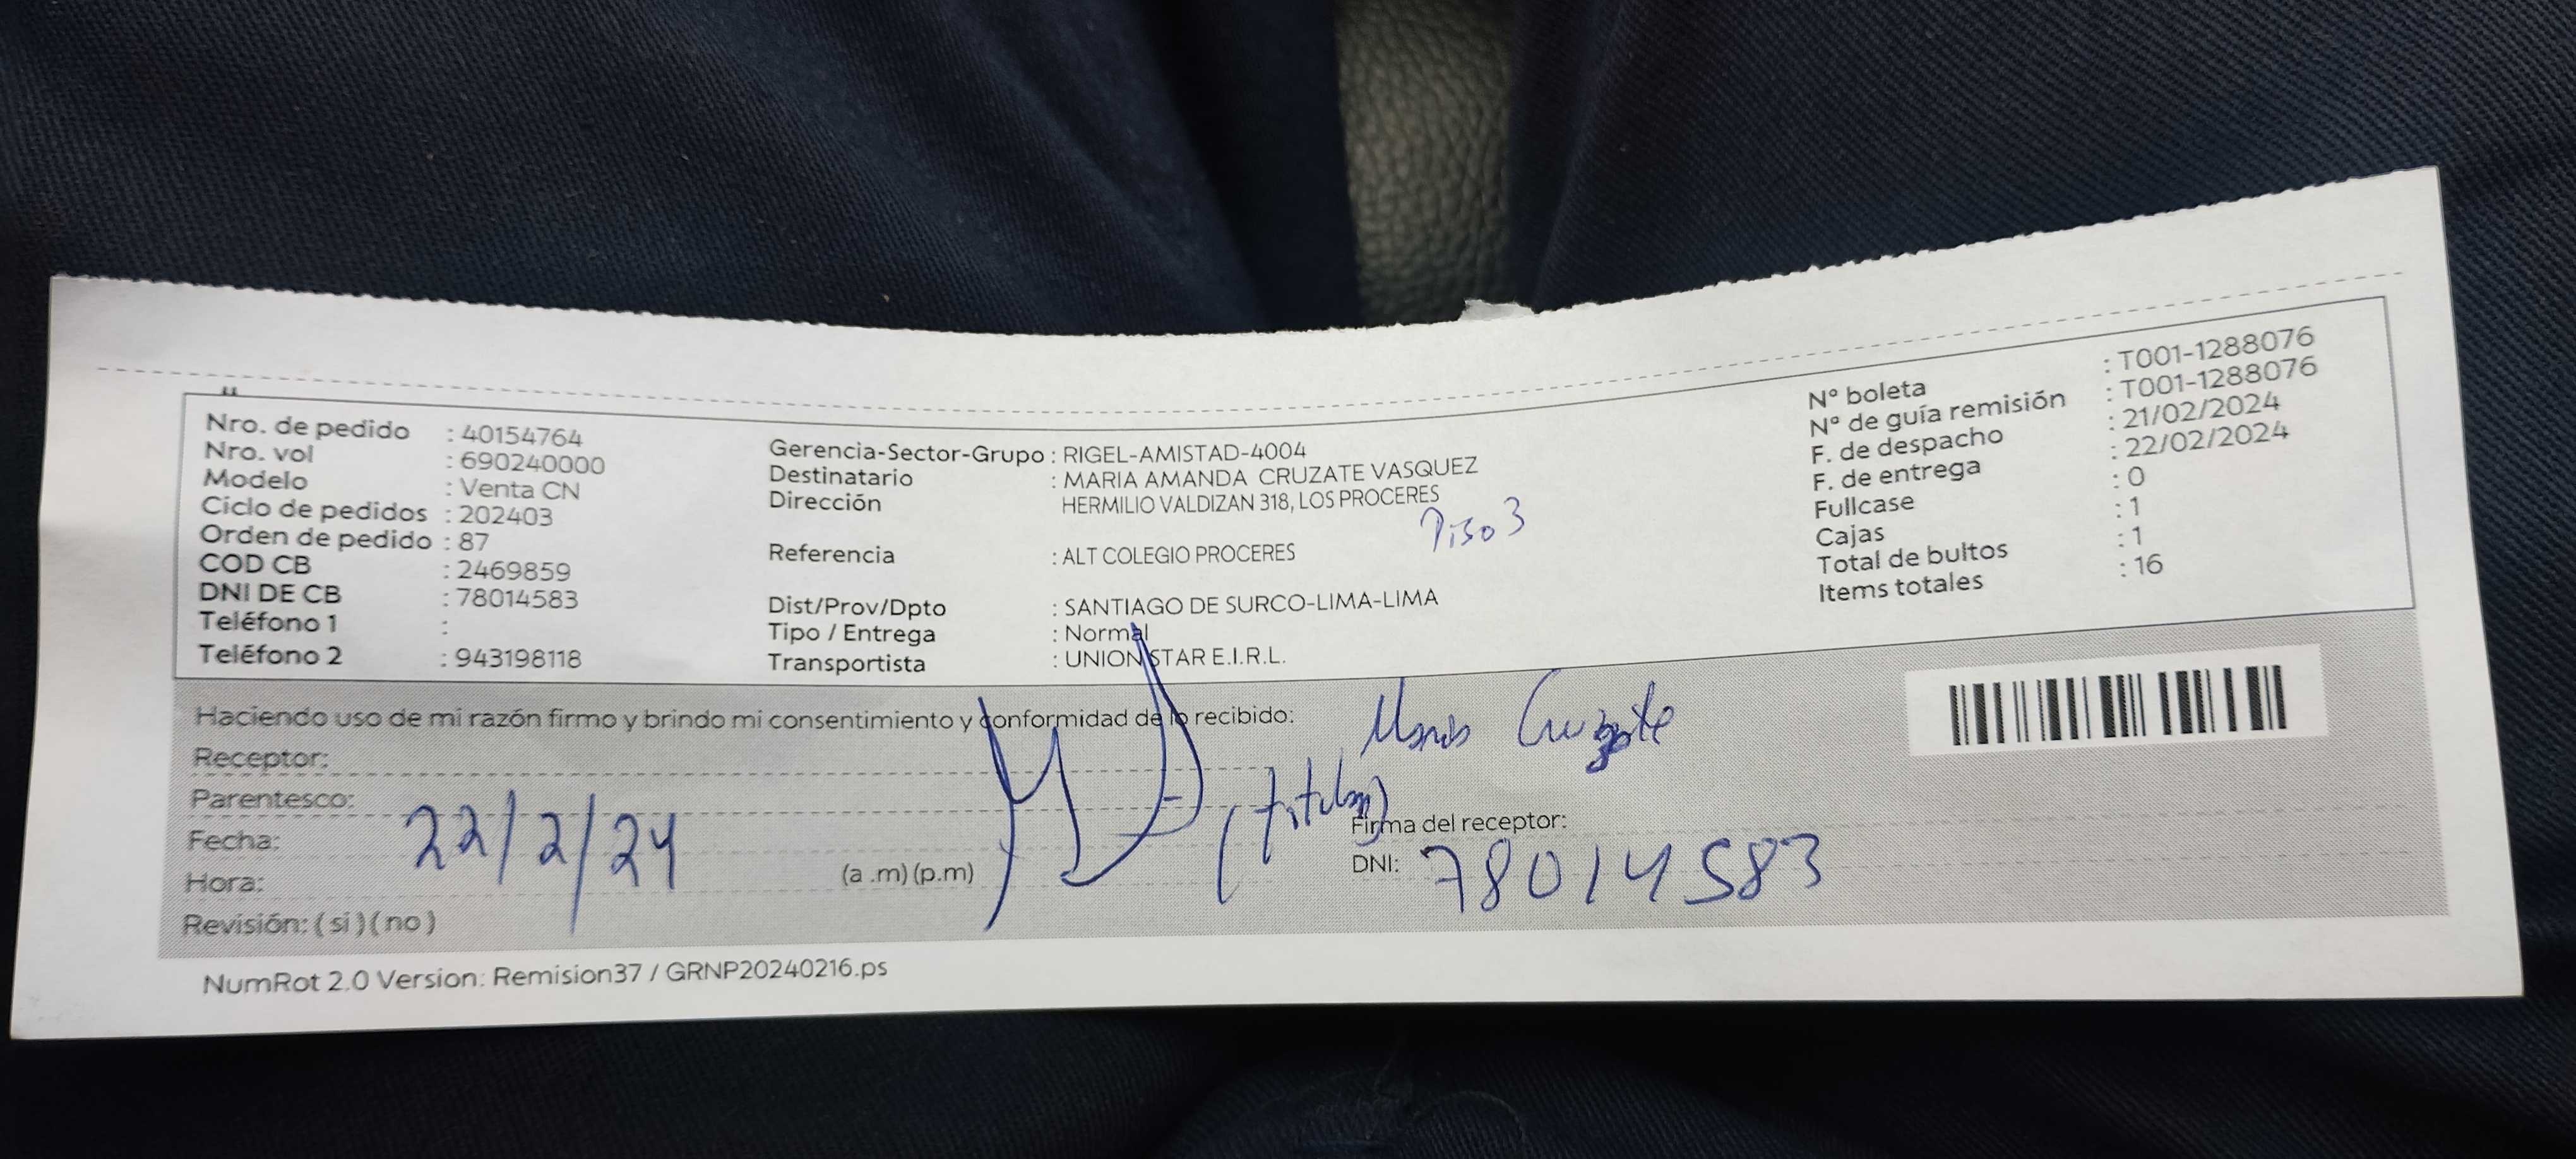 Nro. de pedido : 40154764
Nro. vol : 690240000
Modelo : Venta CN
Ciclo de pedidos : 202403
Orden de pedido : 87
COD CB : 2469859
DNI DE CB : 78014583
Teléfono 1 :
Teléfono 2 : 943198118
Gerencia-Sector-Grupo : RIGEL-AMISTAD-4004
Destinatario : MARIA AMANDA CRUZATE VASQUEZ
Dirección HERMILIO VALDIZAN 318, LOS PROCERES
Piso 3
Referencia : ALT COLEGIO PROCERES
Dist/Prov/Dpto : SANTIAGO DE SURCO-LIMA-LIMA
Tipo / Entrega : Normal
Transportista : UNION STAR E.I.R.L.
N° boleta : T001-1288076
N° de guía remisión : T001-1288076
F. de despacho : 21/02/2024
F. de entrega : 22/02/2024
Fullcase : 0
Cajas : 1
Total de bultos : 1
Items totales : 16
Haciendo uso de mi razón firmo y brindo mi consentimiento y conformidad de lo recibido:
Maria Cruzate
Receptor:
Parentesco:
(titular)
Fecha: 22/2/24
Firma del receptor:
Hora: (a .m) (p.m)
DNI: 78014583
Revisión: ( si ) ( no )
NumRot 2.0 Version: Remision37 / GRNP20240216.ps